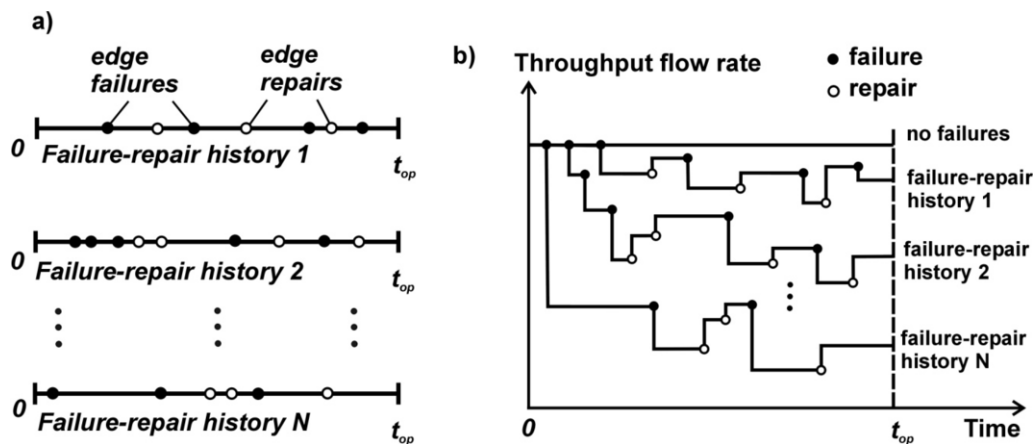 a)
edge
failures
edge
repairs
0
Failure-repair history 1
t_op
0
Failure-repair history 2
t_op
0
Failure-repair history N
t_op
b)
Throughput flow rate
failure
repair
no failures
failure-repair
history 1
failure-repair
history 2
failure-repair
history N
0
t_op
Time